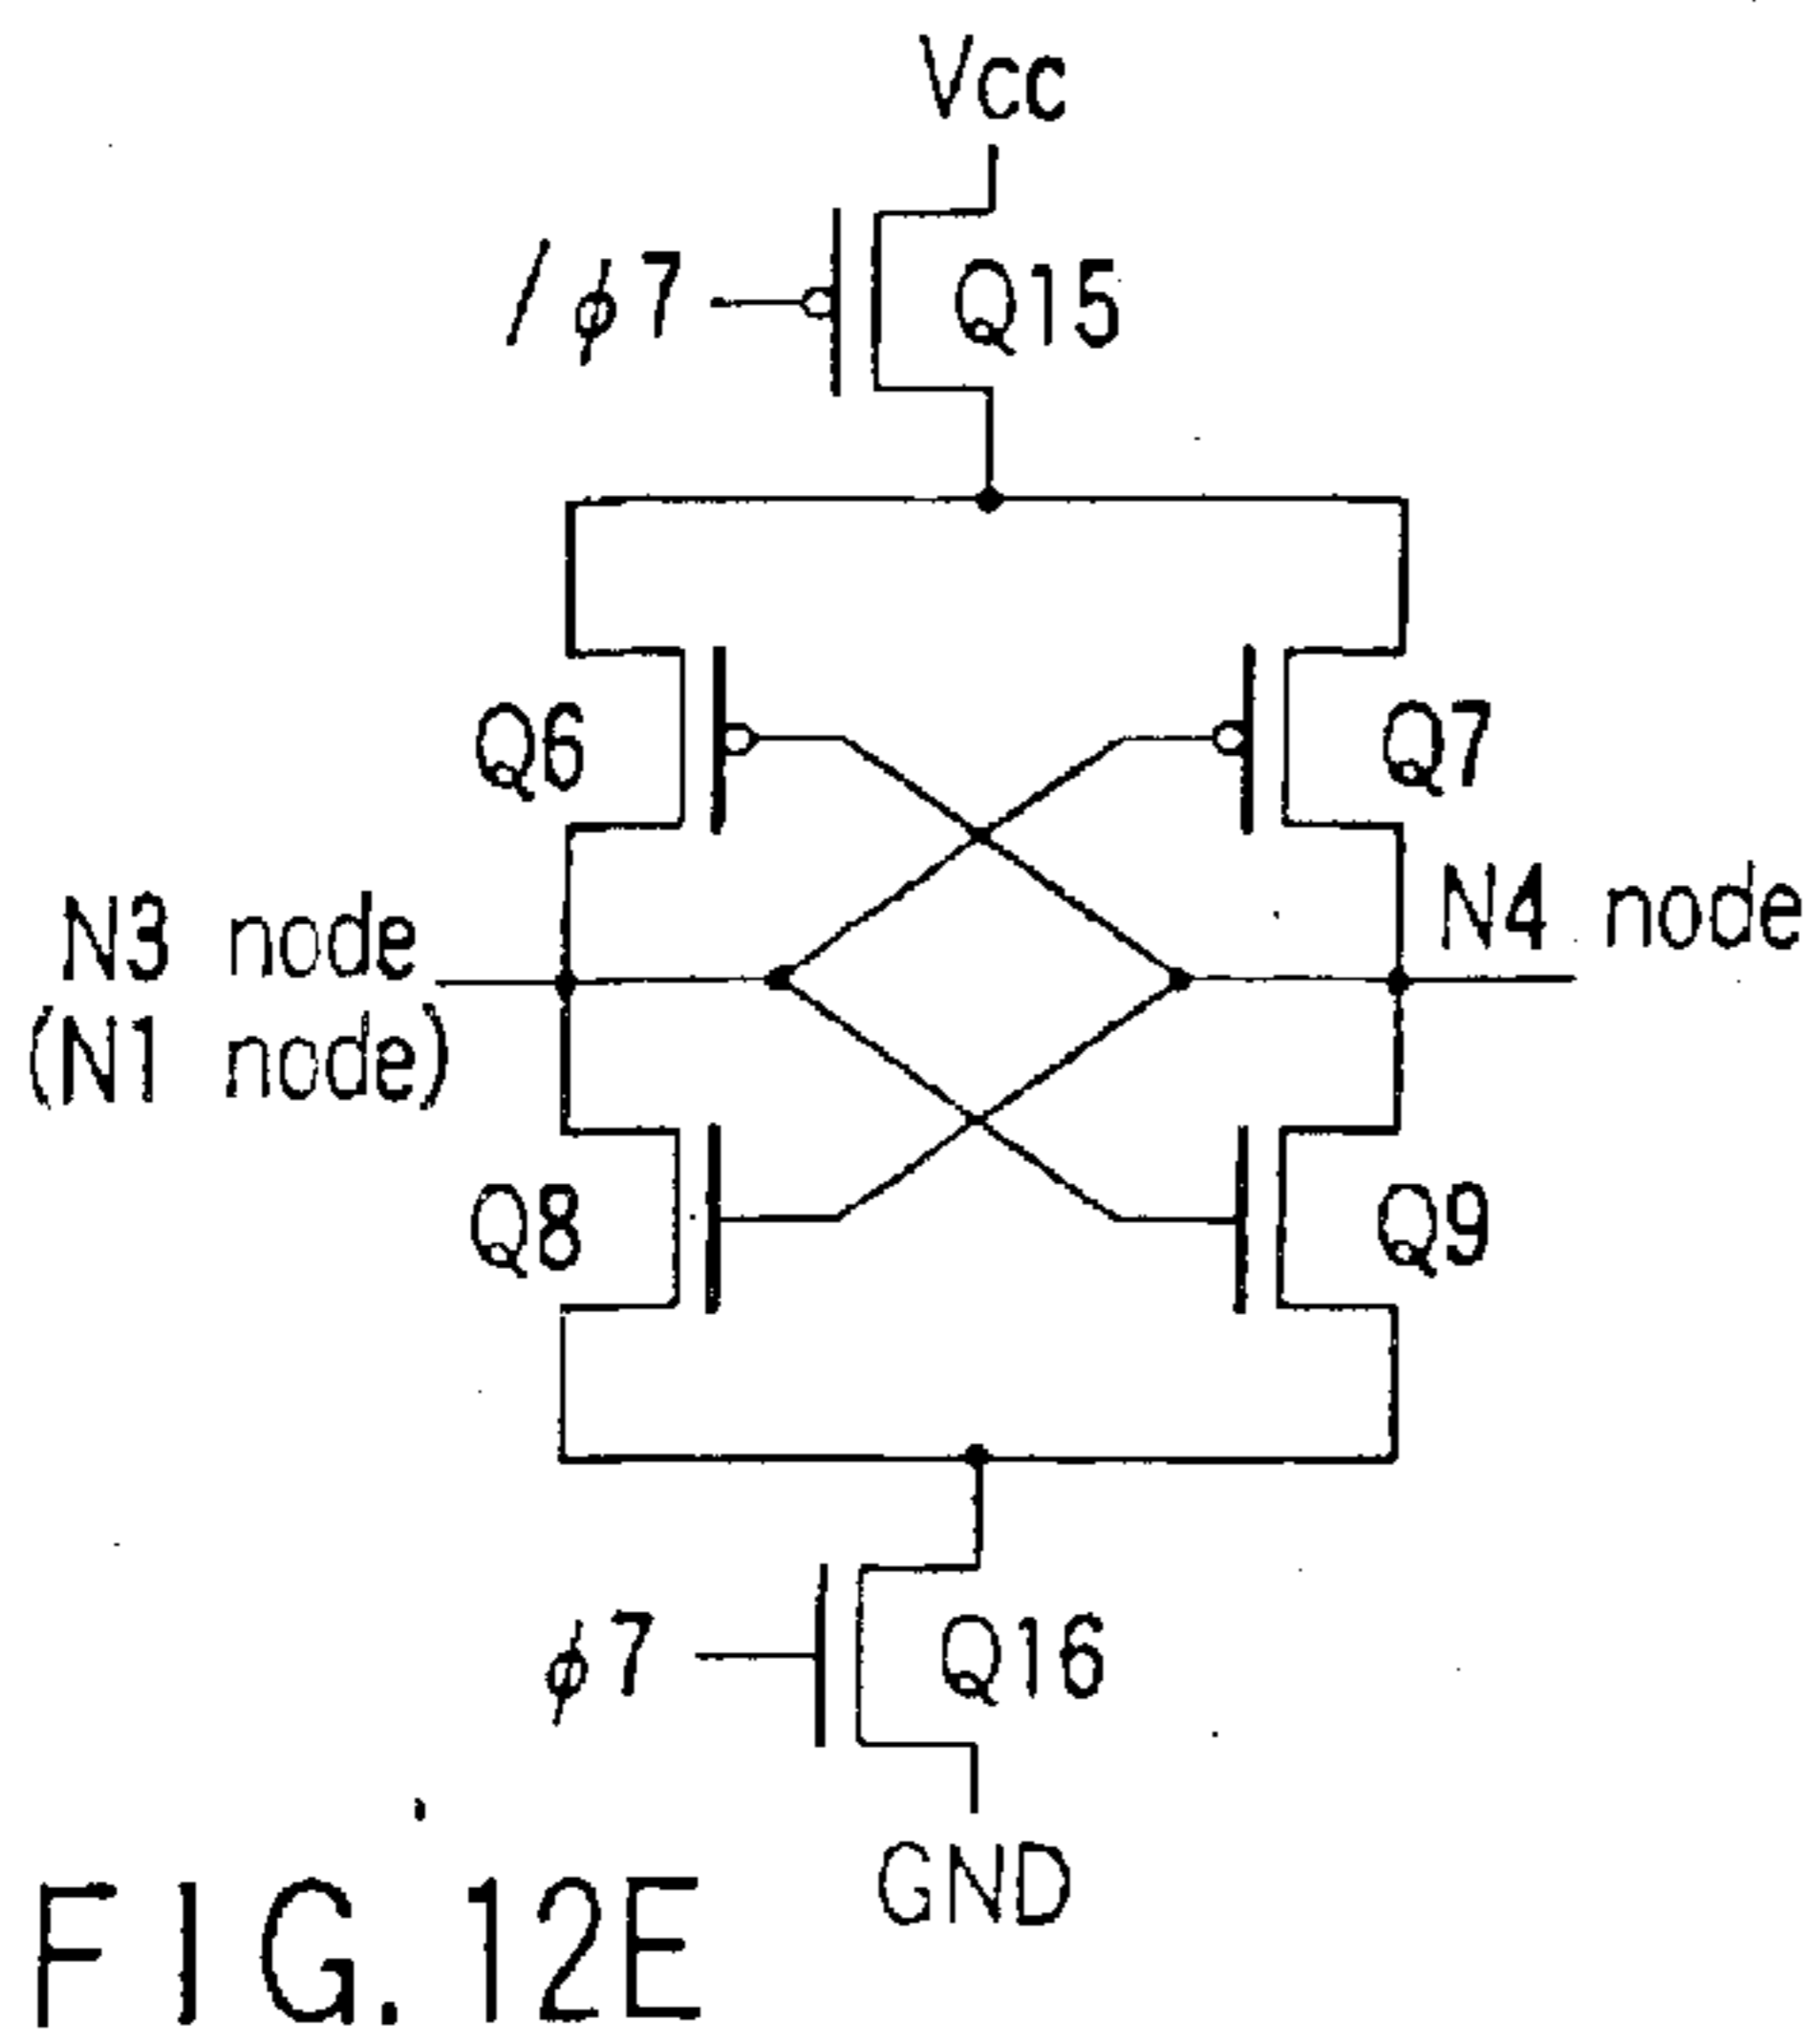 Vcc
/ϕ7
Q15
Q6
Q7
N3 node
(N1 node)
N4 node
Q8
Q9
ϕ7
Q16
GND
FIG. 12E